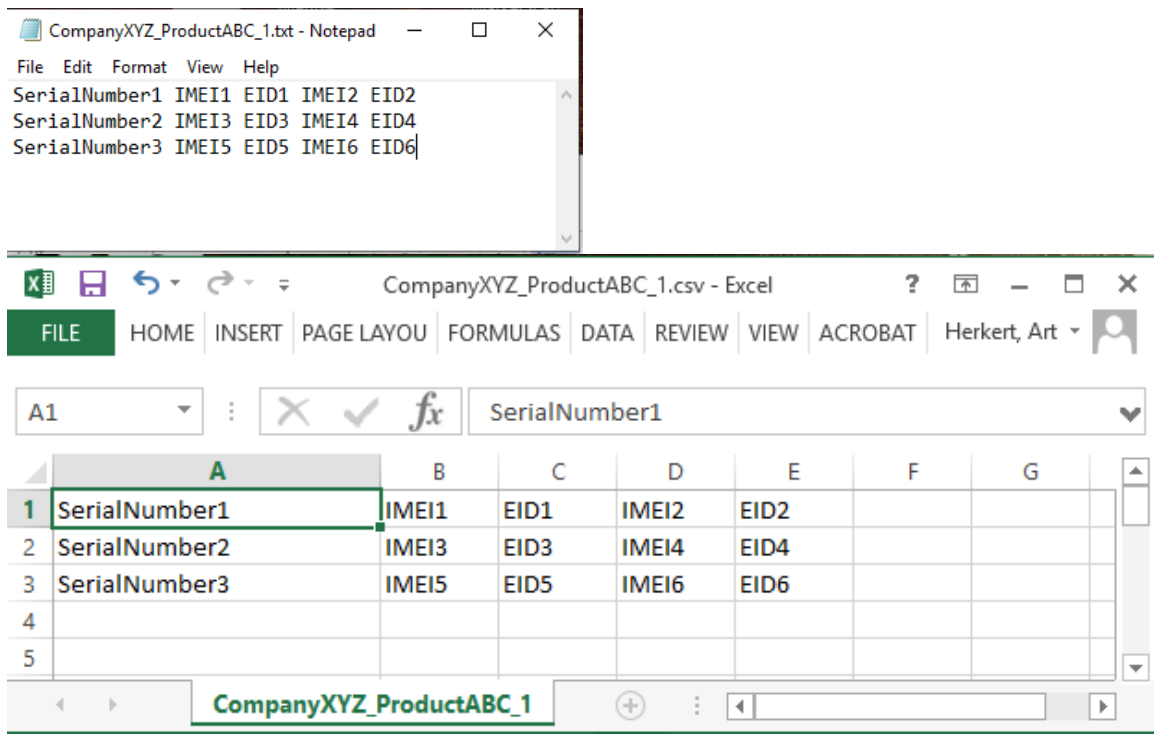 CompanyXYZ_ProductABC_1.txt - Notepad
File Edit Format View Help
SerialNumber1 IMEI1 EID1 IMEI2 EID2
SerialNumber2 IMEI3 EID3 IMEI4 EID4
SerialNumber3 IMEI5 EID5 IMEI6 EID6
CompanyXYZ_ProductABC_1.csv - Excel ?
FILE HOME INSERT PAGE LAYOU FORMULAS DATA REVIEW VIEW ACROBAT Herkert, Art
A1 fx SerialNumber1
A B C D E F G
1 SerialNumber1 IMEI1 EID1 IMEI2 EID2
2 SerialNumber2 IMEI3 EID3 IMEI4 EID4
3 SerialNumber3 IMEI5 EID5 IMEI6 EID6
4
5
CompanyXYZ_ProductABC_1